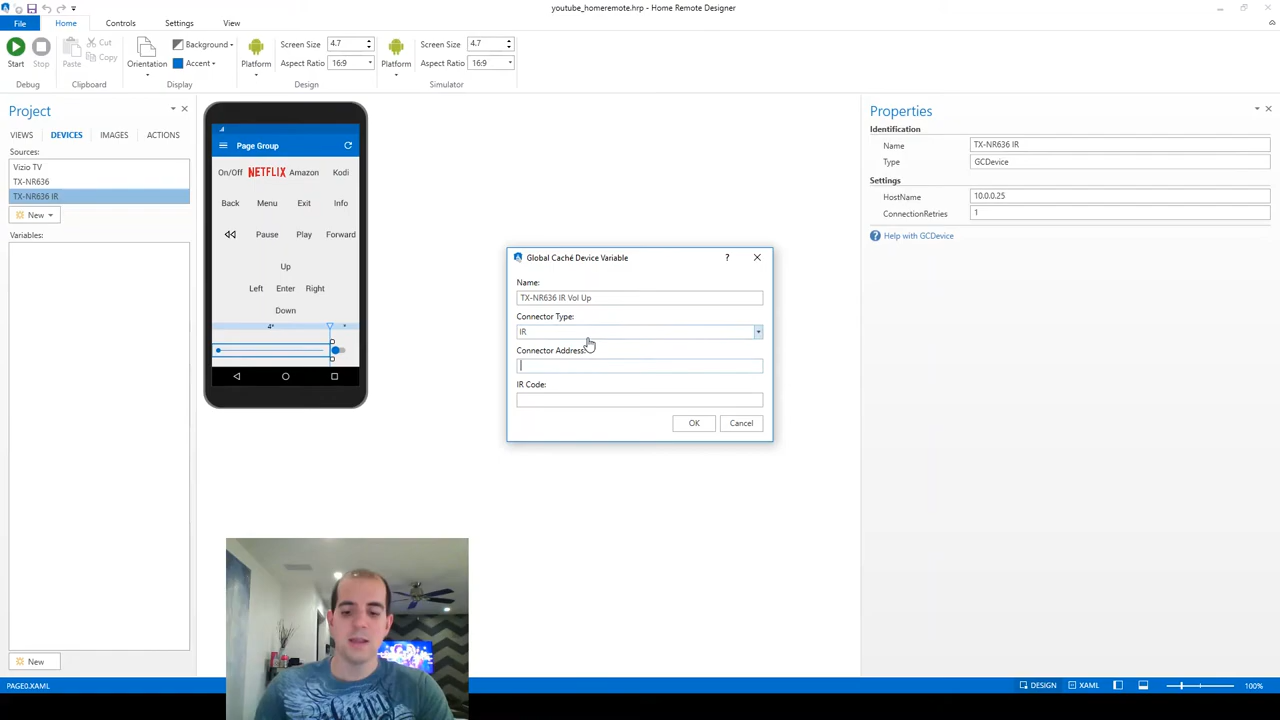 youtube_homeremote.hrp - Home Remote Designer
File
Home
Controls
Settings
View
Start
Stop
Paste
Cut
Copy
Orientation
Background
Accent
Platform
Screen Size
4.7
Aspect Ratio
16:9
Platform
Screen Size
4.7
Aspect Ratio
16:9
Debug
Clipboard
Display
Design
Simulator
Project
VIEWS
DEVICES
IMAGES
ACTIONS
Sources:
Vizio TV
TX-NR636
TX-NR636 IR
New
Variables:
New
Page Group
On/Off
NETFLIX
Amazon
Kodi
Back
Menu
Exit
Info
Pause
Play
Forward
Up
Left
Enter
Right
Down
4*
*
Global Caché Device Variable
?
Name:
TX-NR636 IR Vol Up
Connector Type:
IR
Connector Address:
IR Code:
OK
Cancel
Properties
Identification
Name
TX-NR636 IR
Type
GCDevice
Settings
HostName
10.0.0.25
ConnectionRetries
1
Help with GCDevice
PAGE0.XAML
DESIGN
XAML
100%